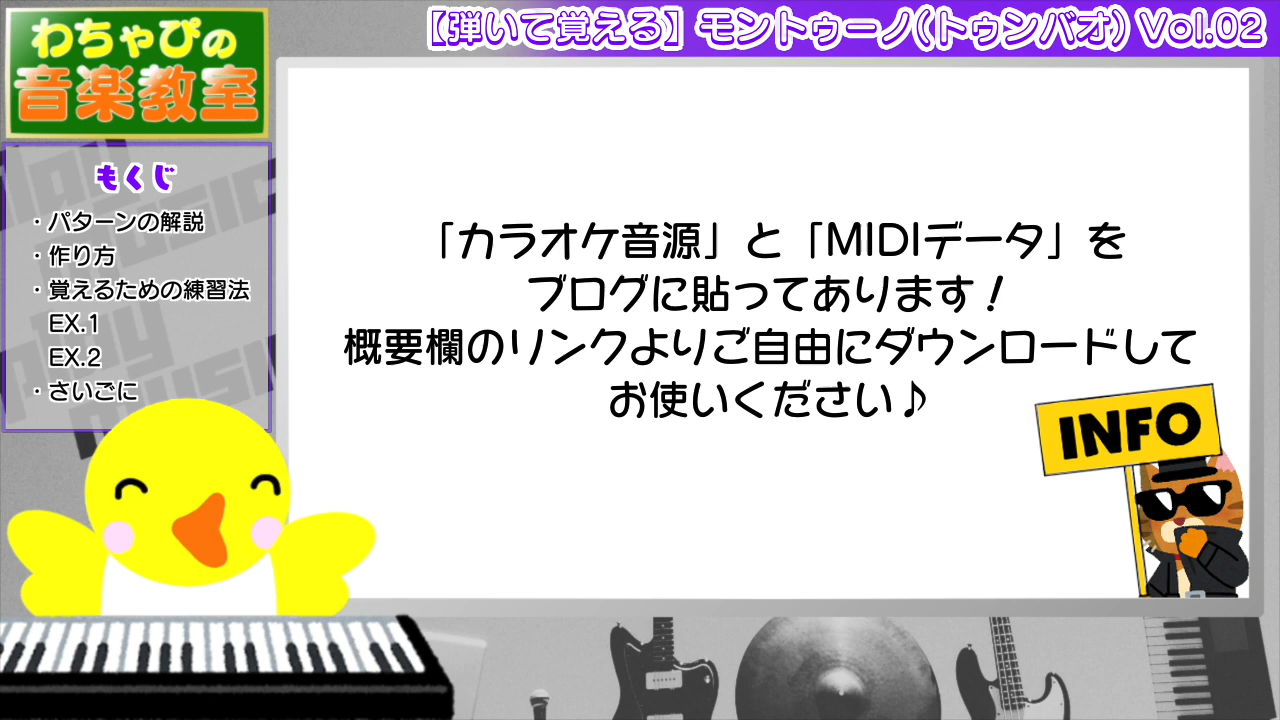 わちゃぴの
音楽教室
【弾いて覚える】モントゥーノ(トゥンバオ) Vol.02
もくじ
・パターンの解説
・作り方
・覚えるための練習法
EX.1
EX.2
・さいごに
「カラオケ音源」と「MIDIデータ」を
ブログに貼ってあります！
概要欄のリンクよりご自由にダウンロードして
お使いください♪
INFO